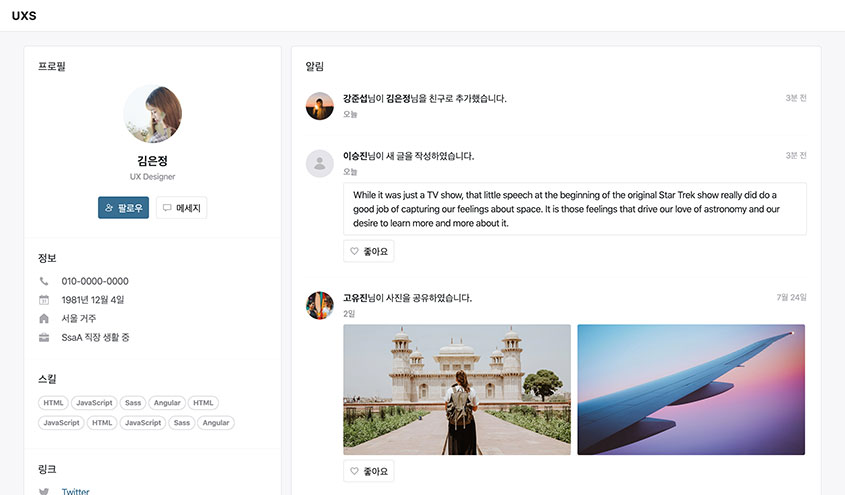 UXS
프로필
김은정
UX Designer
팔로우
메세지
정보
010-0000-0000
1981년 12월 4일
서울 거주
SsaA 직장 생활 중
스킬
HTML JavaScript Sass Angular HTML
JavaScript HTML JavaScript Sass Angular
링크
Twitter
알림
강준섭님이 김은정님을 친구로 추가했습니다.
3분 전
오늘
이승진님이 새 글을 작성하였습니다.
3분 전
오늘
While it was just a TV show, that little speech at the beginning of the original Star Trek show really did do a
good job of capturing our feelings about space. It is those feelings that drive our love of astronomy and our
desire to learn more and more about it.
좋아요
고유진님이 사진을 공유하였습니다.
7월 24일
2일
좋아요